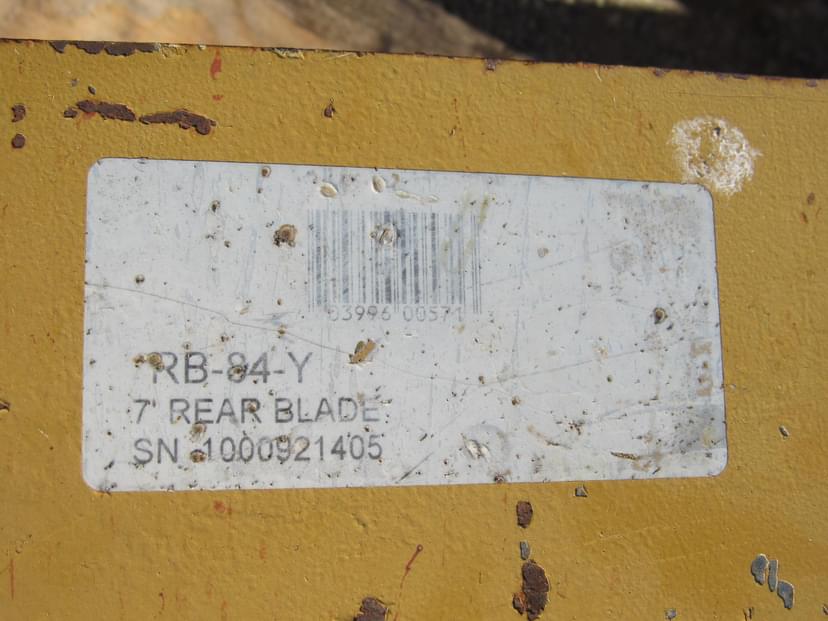 03996 00571
RB-84-Y
7' REAR BLADE
SN 1000921405